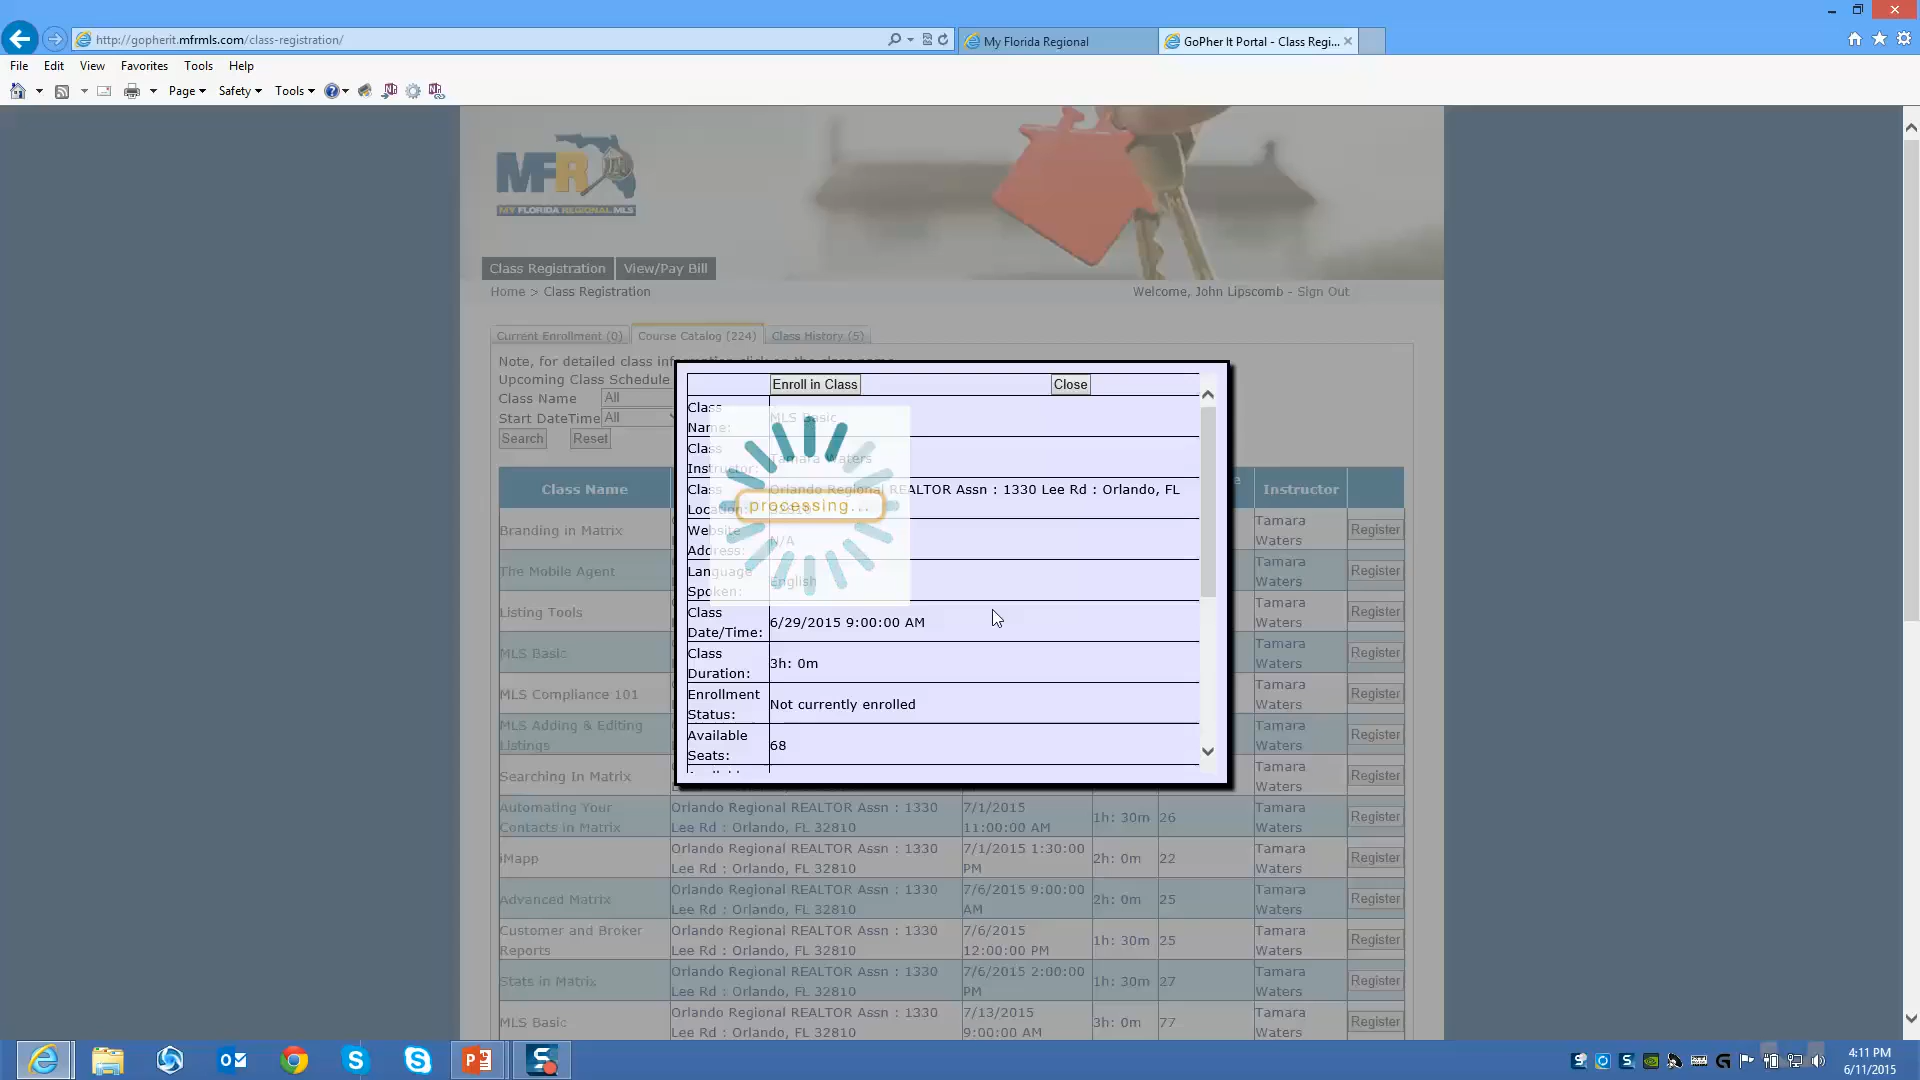 http://gopherit.mfrmls.com/class-registration/
My Florida Regional
GoPher It Portal - Class Regi...
File Edit View Favorites Tools Help
Page Safety Tools
MFR
MY FLORIDA REGIONAL MLS
Class Registration View/Pay Bill
Home > Class Registration
Welcome, John Lipscomb - Sign Out
Current Enrollment (0) Course Catalog (224) Class History (5)
Note, for detailed class information click on the class name
Upcoming Class Schedule
Class Name All
Start DateTime All
Search Reset
Enroll in Class Close
Class Name: MLS Basic
Class Instructor: Tamara Waters
Class Location: Orlando Regional REALTOR Assn : 1330 Lee Rd : Orlando, FL
Website Address: N/A
Language Spoken: English
processing...
Class Date/Time: 6/29/2015 9:00:00 AM
Class Duration: 3h: 0m
Enrollment Status: Not currently enrolled
Available Seats: 68
Class Name Instructor
Branding in Matrix Tamara Waters Register
The Mobile Agent Tamara Waters Register
Listing Tools Tamara Waters Register
MLS Basic Tamara Waters Register
MLS Compliance 101 Tamara Waters Register
MLS Adding & Editing Listings Tamara Waters Register
Searching In Matrix Tamara Waters Register
Automating Your Contacts in Matrix Orlando Regional REALTOR Assn : 1330 Lee Rd : Orlando, FL 32810 7/1/2015 11:00:00 AM 1h: 30m 26 Tamara Waters Register
iMapp Orlando Regional REALTOR Assn : 1330 Lee Rd : Orlando, FL 32810 7/1/2015 1:30:00 PM 2h: 0m 22 Tamara Waters Register
Advanced Matrix Orlando Regional REALTOR Assn : 1330 Lee Rd : Orlando, FL 32810 7/6/2015 9:00:00 AM 2h: 0m 25 Tamara Waters Register
Customer and Broker Reports Orlando Regional REALTOR Assn : 1330 Lee Rd : Orlando, FL 32810 7/6/2015 12:00:00 PM 1h: 30m 25 Tamara Waters Register
Stats in Matrix Orlando Regional REALTOR Assn : 1330 Lee Rd : Orlando, FL 32810 7/6/2015 2:00:00 PM 1h: 30m 27 Tamara Waters Register
MLS Basic Orlando Regional REALTOR Assn : 1330 Lee Rd : Orlando, FL 32810 7/13/2015 9:00:00 AM 3h: 0m 77 Tamara Waters Register
4:11 PM
6/11/2015